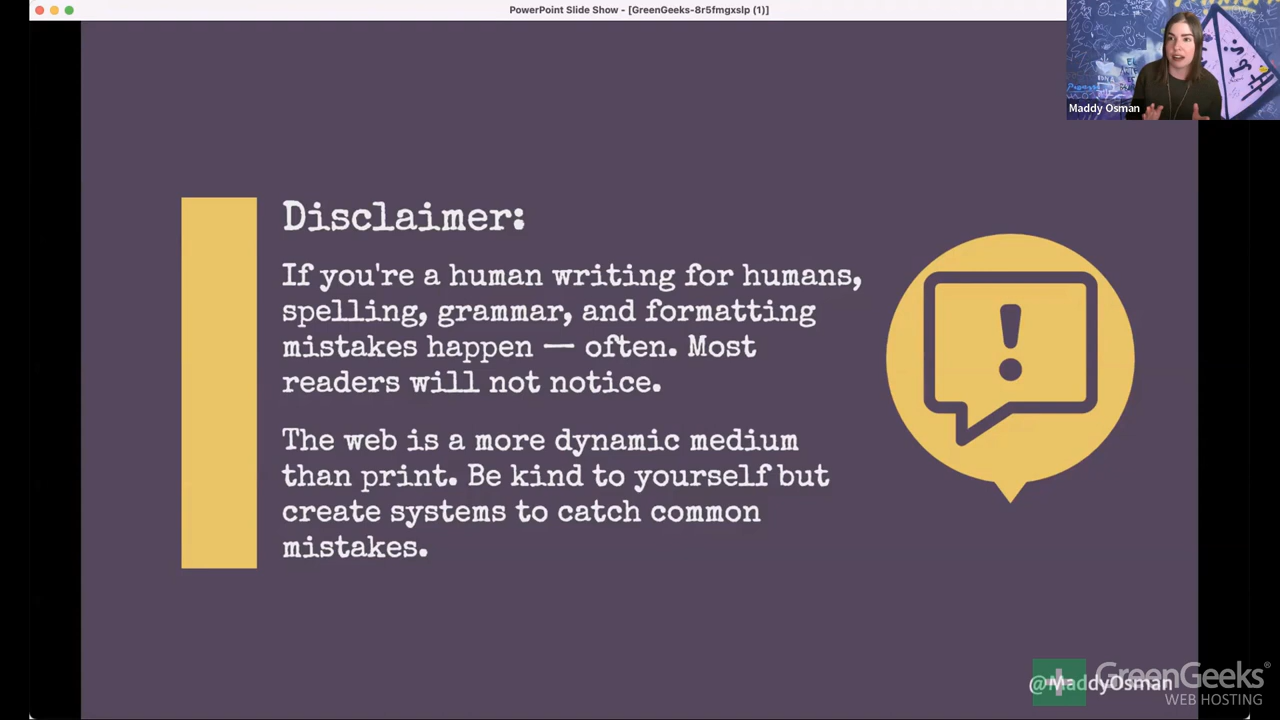 PowerPoint Slide Show - [GreenGeeks-8r5fmgxslp (1)]
Maddy Osman
Disclaimer:
If you're a human writing for humans,
spelling, grammar, and formatting
mistakes happen — often. Most
readers will not notice.
The web is a more dynamic medium
than print. Be kind to yourself but
create systems to catch common
mistakes.
@MaddyOsman
GreenGeeks®
WEB HOSTING